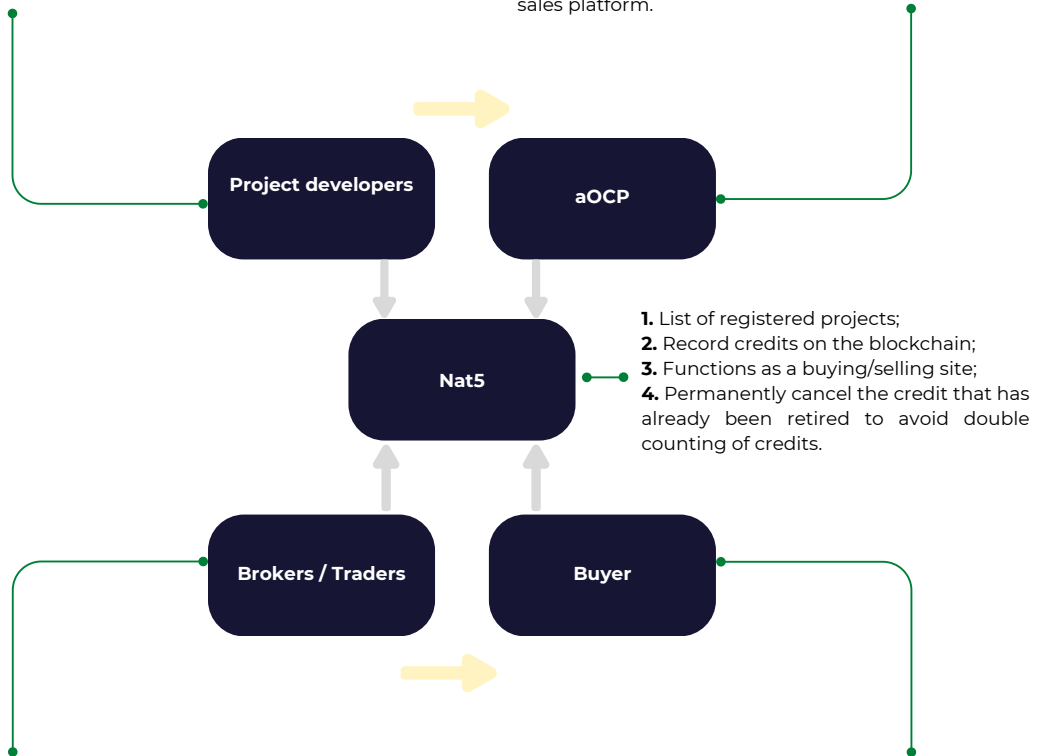 sales platform.
Project developers
aOCP
1. List of registered projects;
2. Record credits on the blockchain;
3. Functions as a buying/selling site;
4. Permanently cancel the credit that has
already been retired to avoid double
counting of credits.
Nat5
Brokers / Traders
Buyer